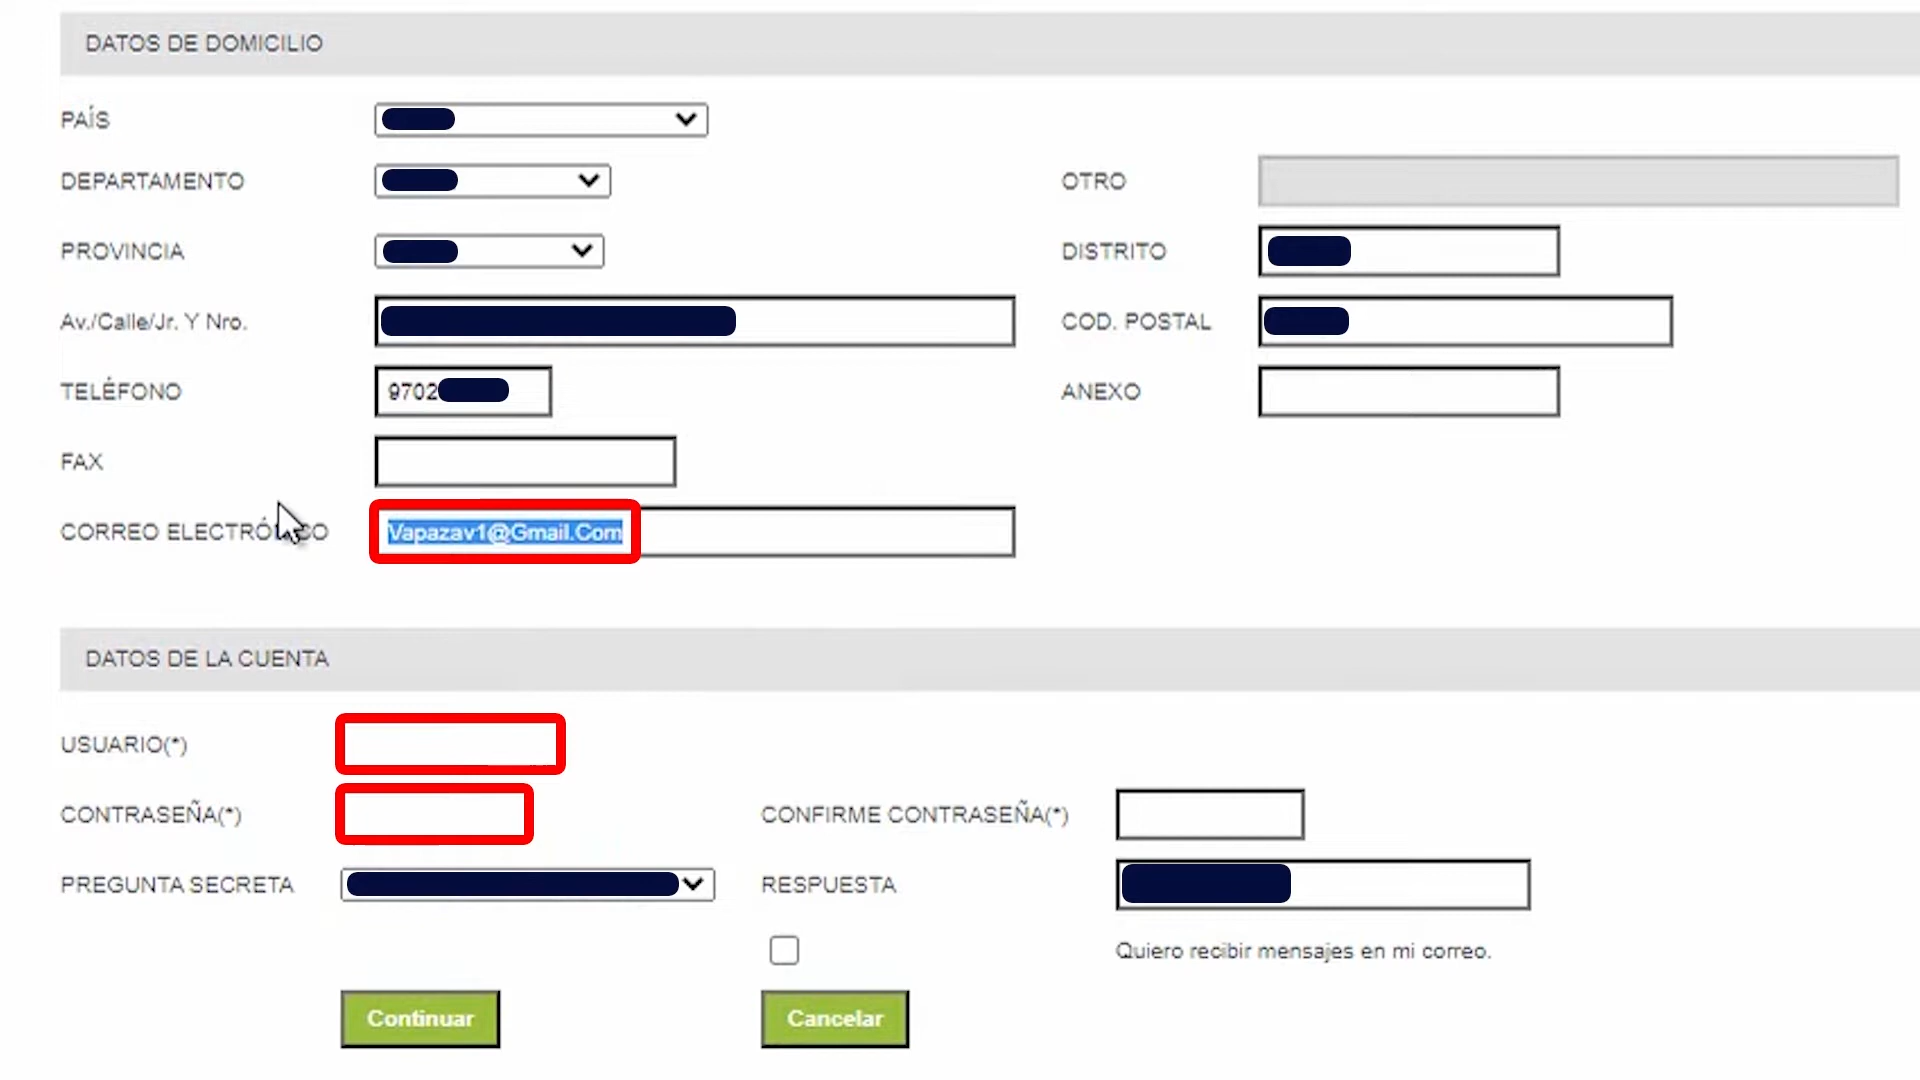 DATOS DE DOMICILIO
PAÍS
DEPARTAMENTO
OTRO
PROVINCIA
DISTRITO
Av./Calle/Jr. Y Nro.
COD. POSTAL
TELÉFONO 9702
ANEXO
FAX
CORREO ELECTRÓNICO Vapazav1@Gmail.Com
DATOS DE LA CUENTA
USUARIO(*)
CONTRASEÑA(*)
CONFIRME CONTRASEÑA(*)
PREGUNTA SECRETA
RESPUESTA
Quiero recibir mensajes en mi correo.
Continuar
Cancelar